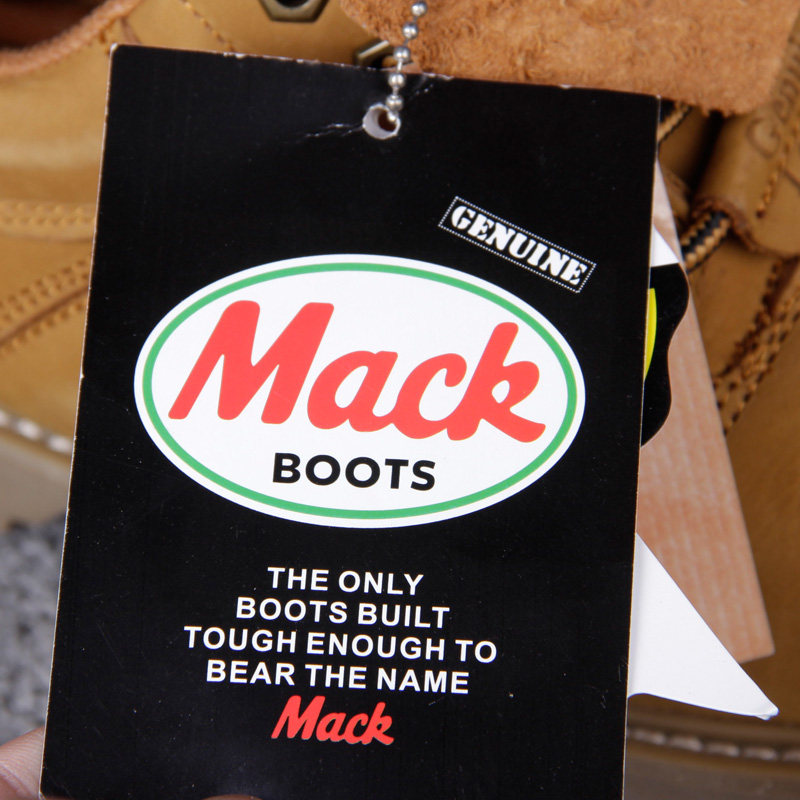 GENUINE
Mack
BOOTS
THE ONLY
BOOTS BUILT
TOUGH ENOUGH TO
BEAR THE NAME
Mack